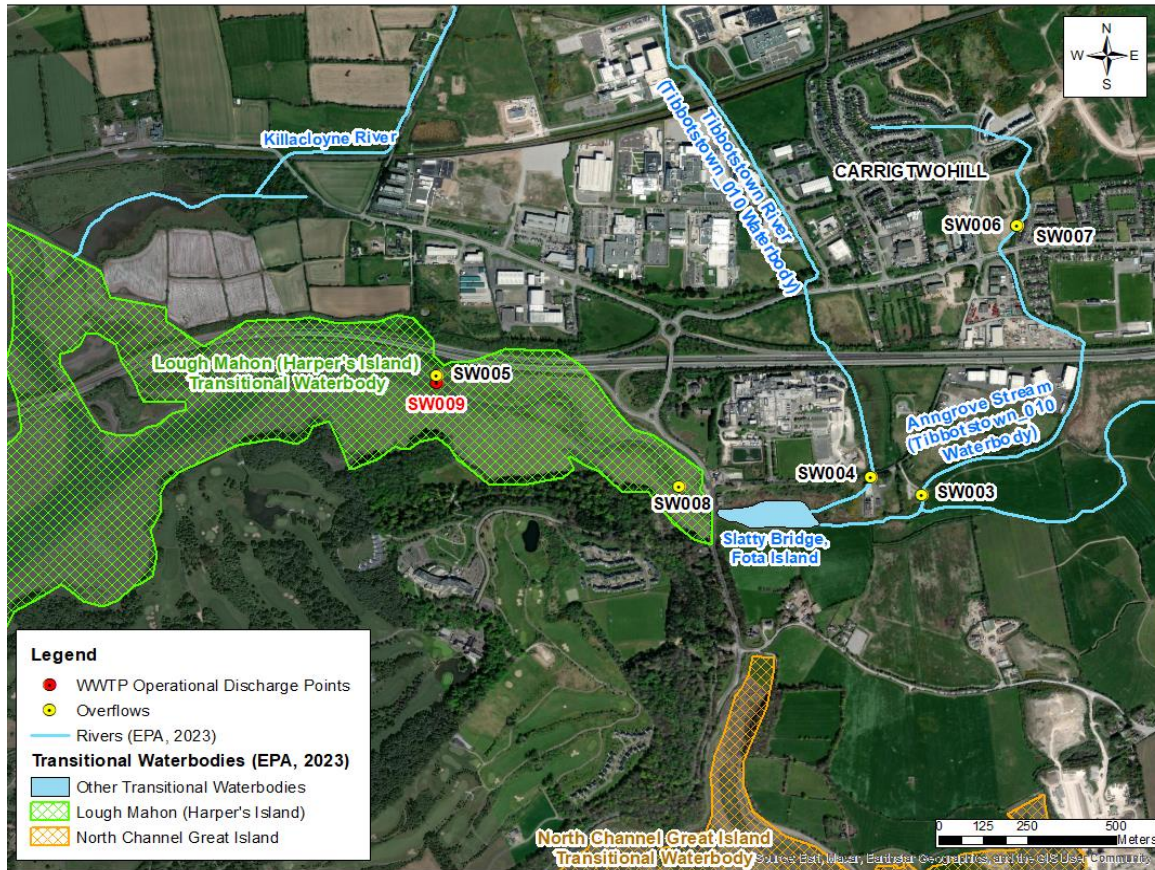 N
W E
S
Killacloyne River
Tibbotstown River
(Tibbotstown_010 Waterbody)
CARRIGTWOHILL
SW006
SW007
Lough Mahon (Harper's Island)
Transitional Waterbody
SW005
SW009
Anngrove Stream
(Tibbotstown_010
Waterbody)
SW004
SW003
SW008
Slatty Bridge,
Fota Island
Legend
WWTP Operational Discharge Points
Overflows
Rivers (EPA, 2023)
Transitional Waterbodies (EPA, 2023)
Other Transitional Waterbodies
Lough Mahon (Harper's Island)
North Channel Great Island
North Channel Great Island
Transitional Waterbody
0 125 250 500
Meters
Source: Esri, Maxar, Earthstar Geographics, and the GIS User Community